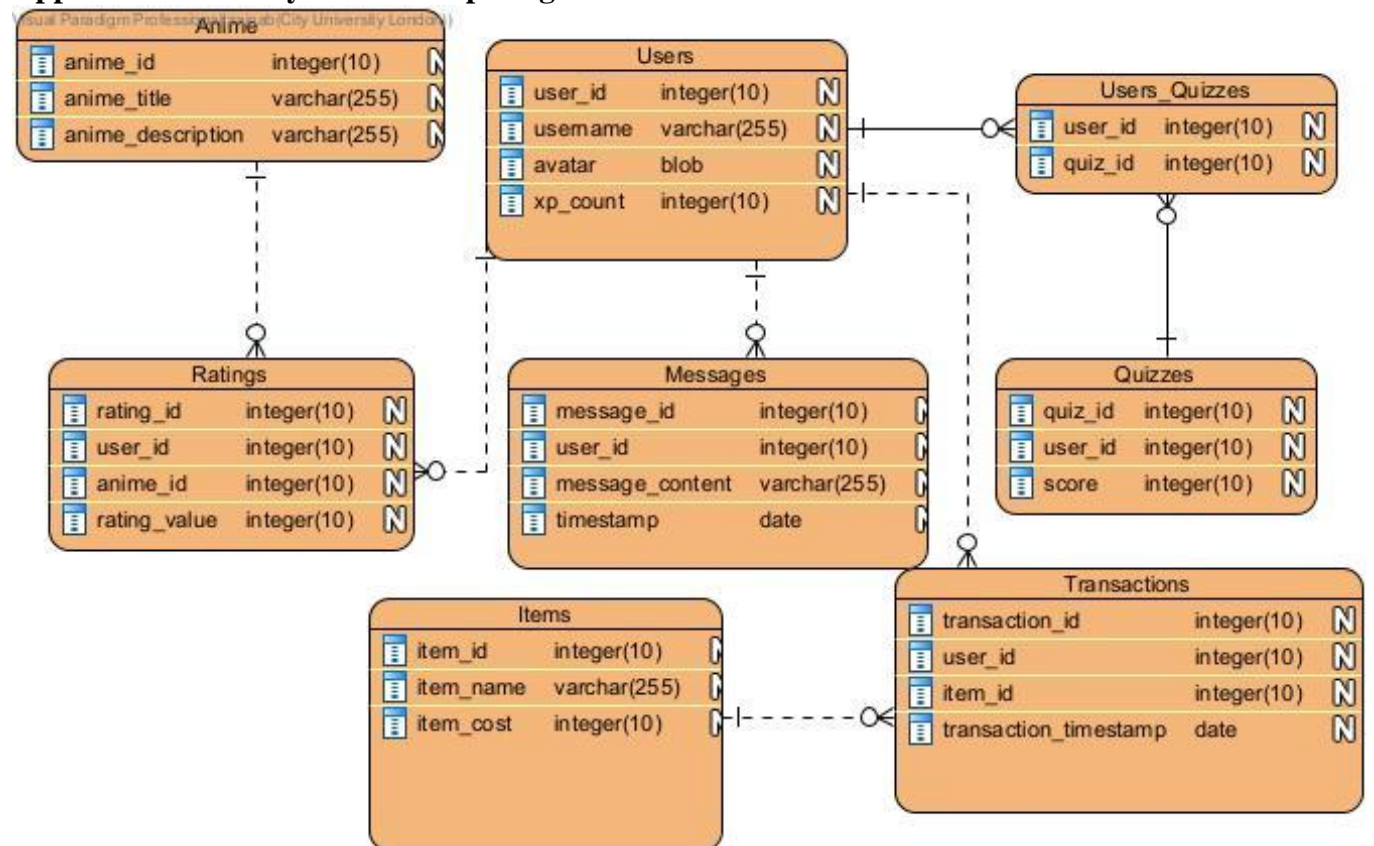 Anime
anime_id integer(10) N
anime_title varchar(255) N
anime_description varchar(255) N
Users
user_id integer(10) N
username varchar(255) N
avatar blob N
xp_count integer(10) N
Users_Quizzes
user_id integer(10) N
quiz_id integer(10) N
Ratings
rating_id integer(10) N
user_id integer(10) N
anime_id integer(10) N
rating_value integer(10) N
Messages
message_id integer(10) N
user_id integer(10) N
message_content varchar(255) N
timestamp date N
Quizzes
quiz_id integer(10) N
user_id integer(10) N
score integer(10) N
Items
item_id integer(10) N
item_name varchar(255) N
item_cost integer(10) N
Transactions
transaction_id integer(10) N
user_id integer(10) N
item_id integer(10) N
transaction_timestamp date N